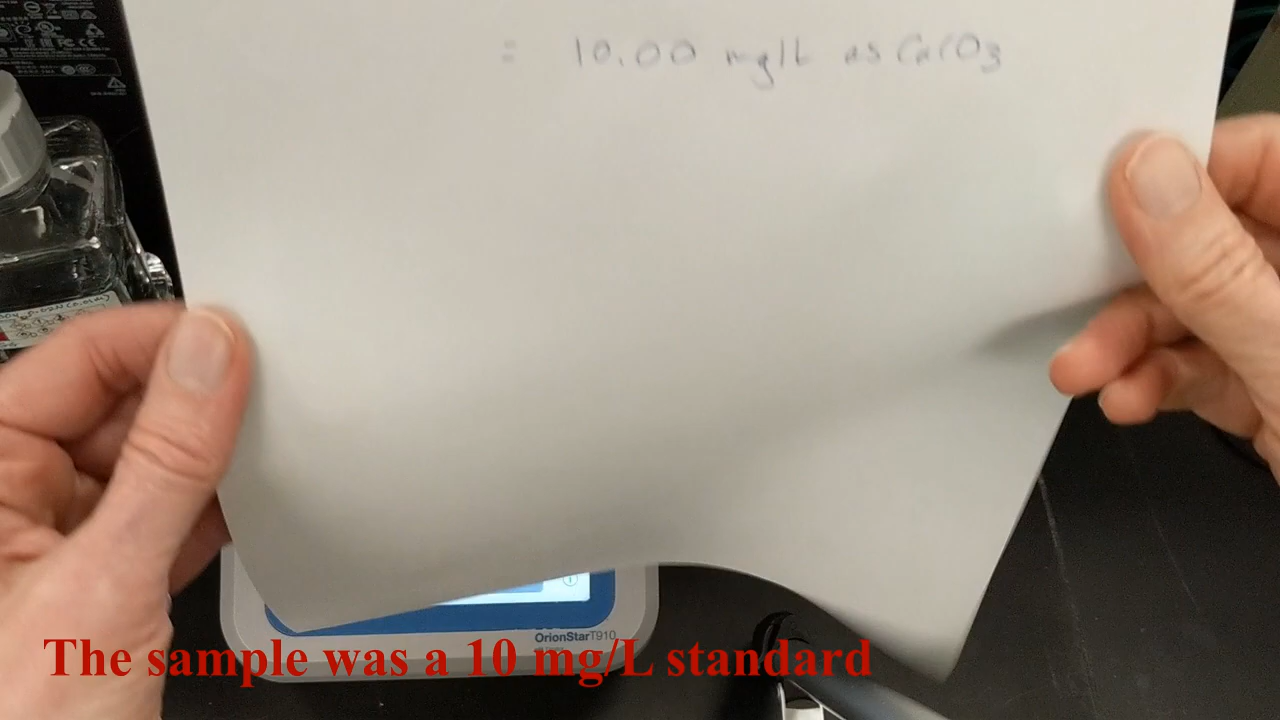 = 10.00 mg/L as CaCO3
OrionStar T910
The sample was a 10 mg/L standard